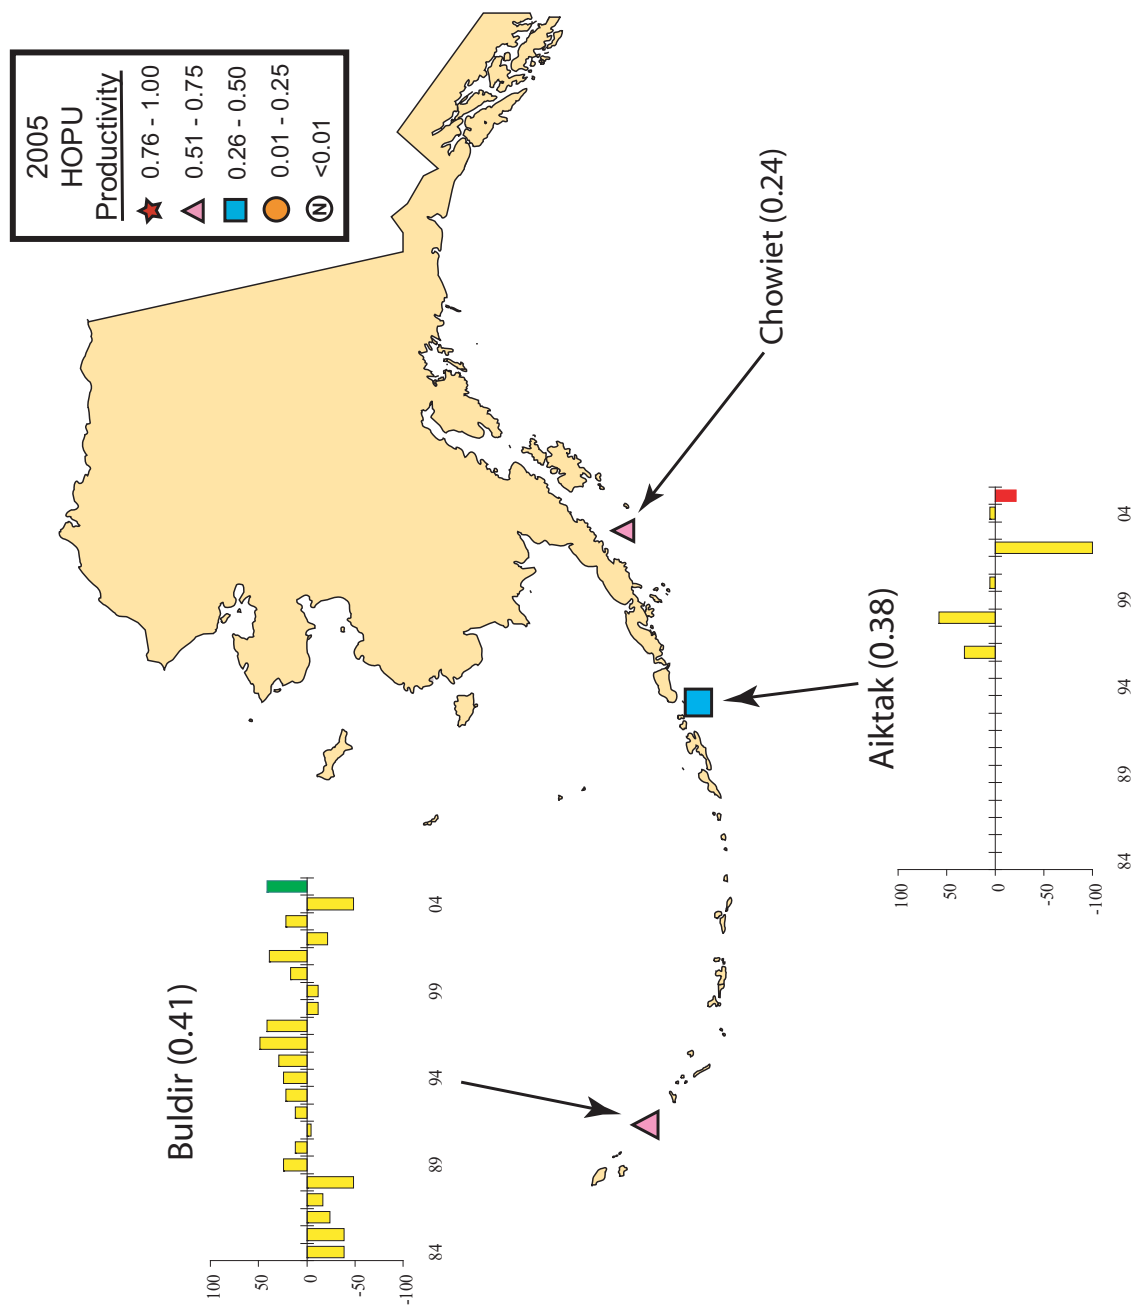 2005
HOPU
Productivity
0.76 - 1.00
0.51 - 0.75
0.26 - 0.50
0.01 - 0.25
N <0.01
Buldir (0.41)
100
50
0
-50
-100
84 89 94 99 04
Chowiet (0.24)
Aiktak (0.38)
100
50
0
-50
-100
84 89 94 99 04